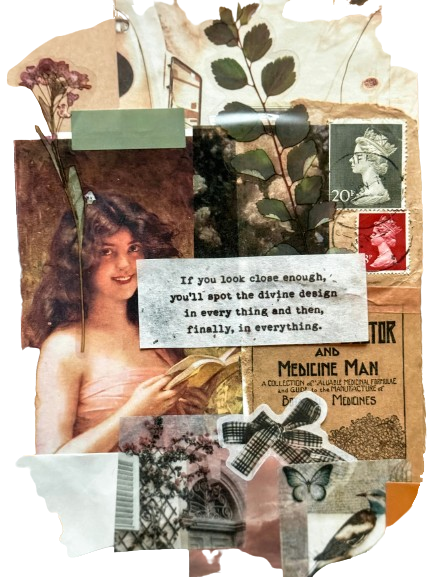 20P
If you look close enough,
you'll spot the divine design
in every thing and then,
finally, in everything.
AND
MEDICINE MAN
A COLLECTION of VALUABLE MEDICINAL FORMULAE
and GUIDE to the MANUFACTURE of
MEDICINES